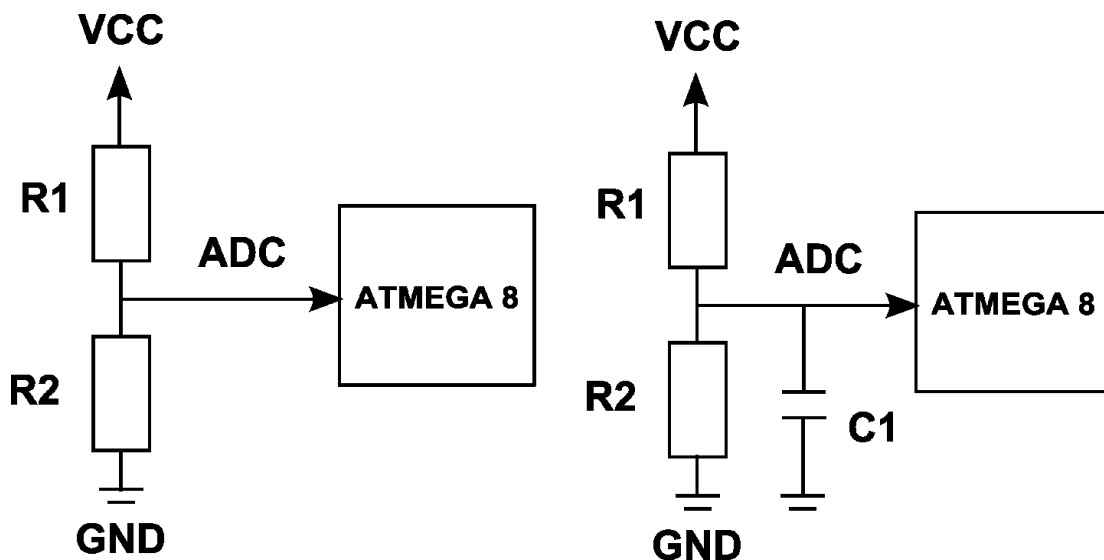 VCC
R1
ADC
ATMEGA 8
R2
GND
VCC
R1
ADC
ATMEGA 8
R2
C1
GND